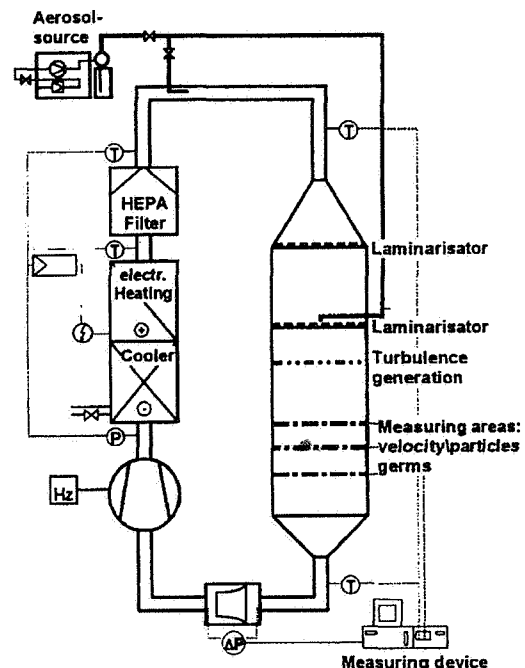 Aerosol-
source
T
T
HEPA
Filter
T
Laminarisator
electr.
Heating
Laminarisator
Cooler
Turbulence
generation
P
Measuring areas:
velocity\particles
germs
Hz
T
ΔP
Measuring device